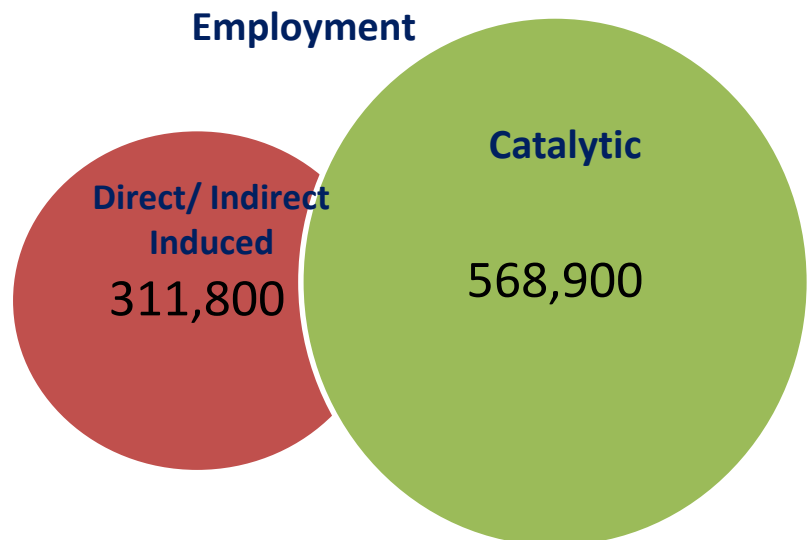 Employment
Catalytic
Direct/ Indirect
Induced
311,800
568,900